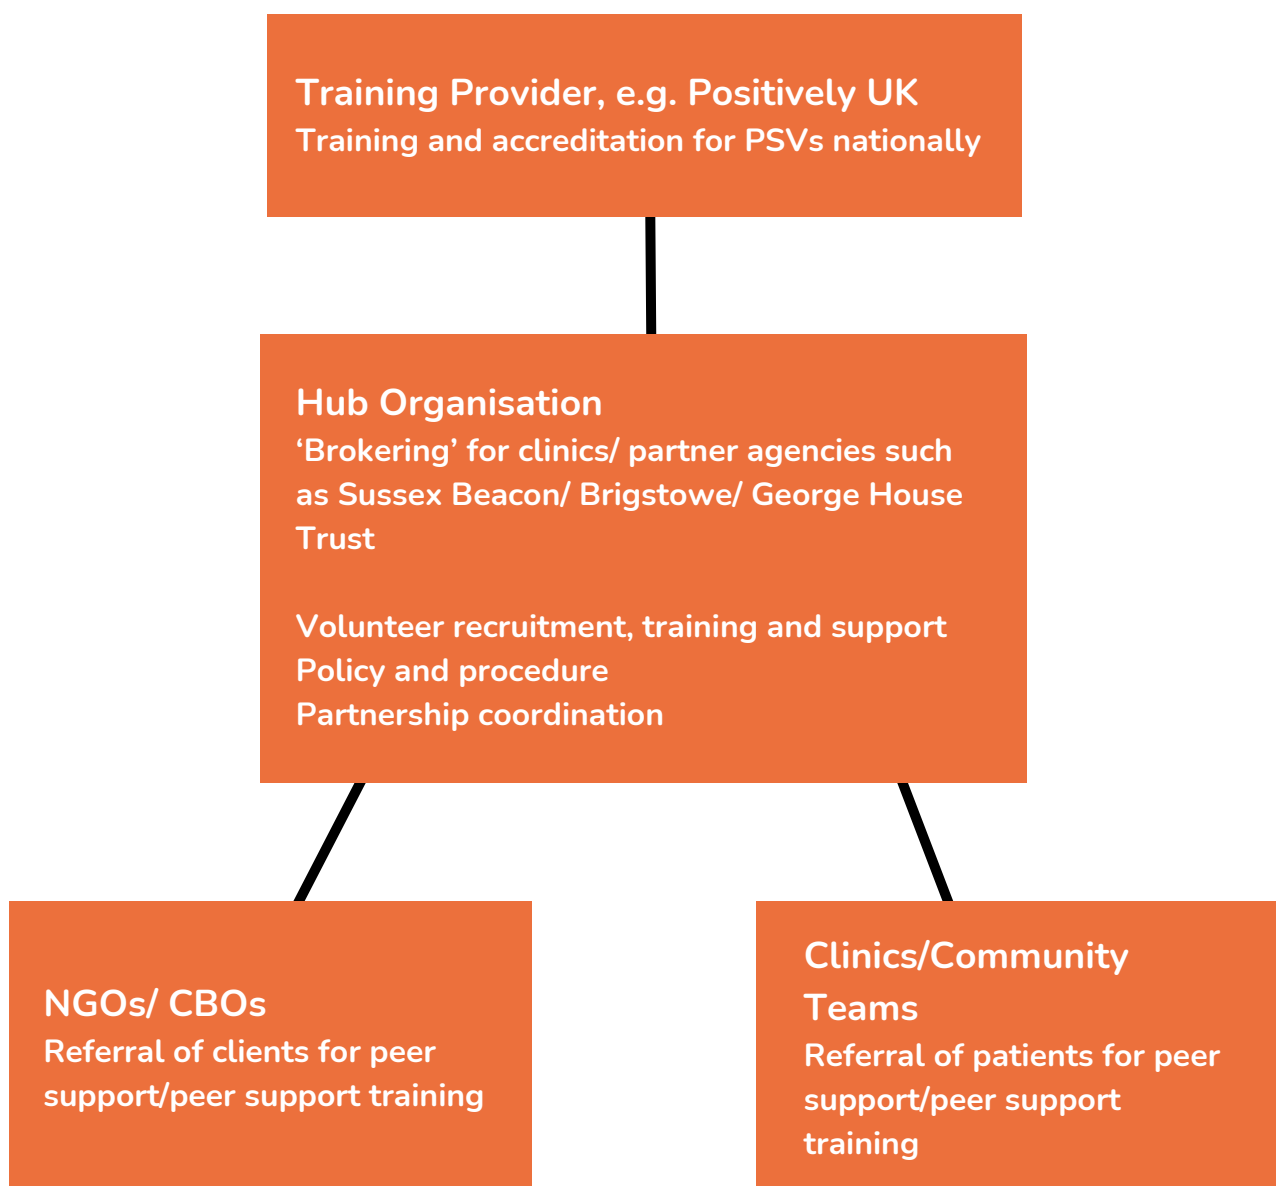 Training Provider, e.g. Positively UK
Training and accreditation for PSVs nationally
Hub Organisation
‘Brokering’ for clinics/ partner agencies such
as Sussex Beacon/ Brigstowe/ George House
Trust
Volunteer recruitment, training and support
Policy and procedure
Partnership coordination
NGOs/ CBOs
Referral of clients for peer
support/peer support training
Clinics/Community
Teams
Referral of patients for peer
support/peer support
training